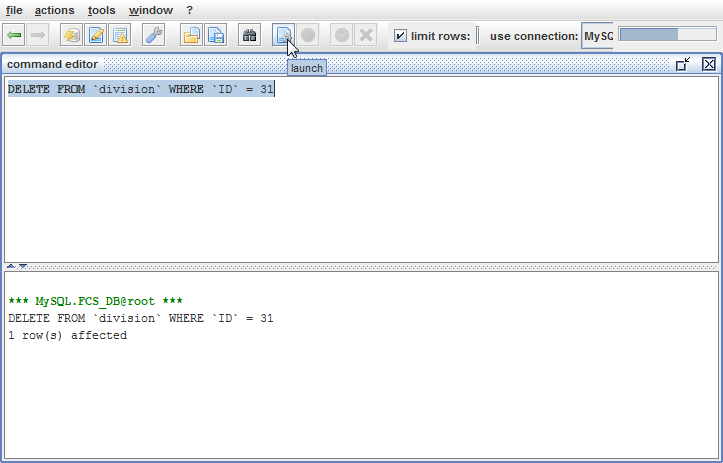 file actions tools window ?
limit rows: use connection: MySQ
command editor
launch
DELETE FROM `division` WHERE `ID` = 31
*** MySQL.FCS_DB@root ***
DELETE FROM `division` WHERE `ID` = 31
1 row(s) affected